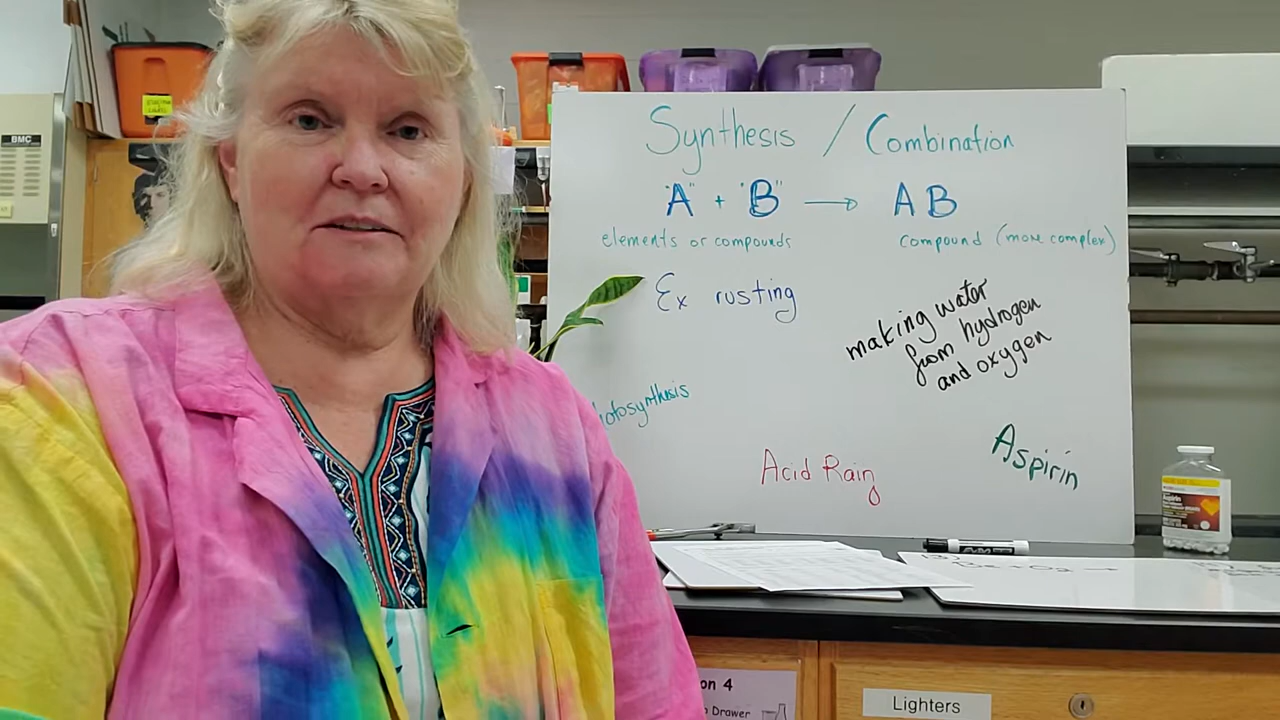 BMC
Synthesis / Combination
"A" + "B" → AB
elements or compounds
compound (more complex)
Ex rusting
making water
from hydrogen
and oxygen
otosynthesis
Acid Rain
Aspirin
Aspirin
on 4
Drawer
Lighters